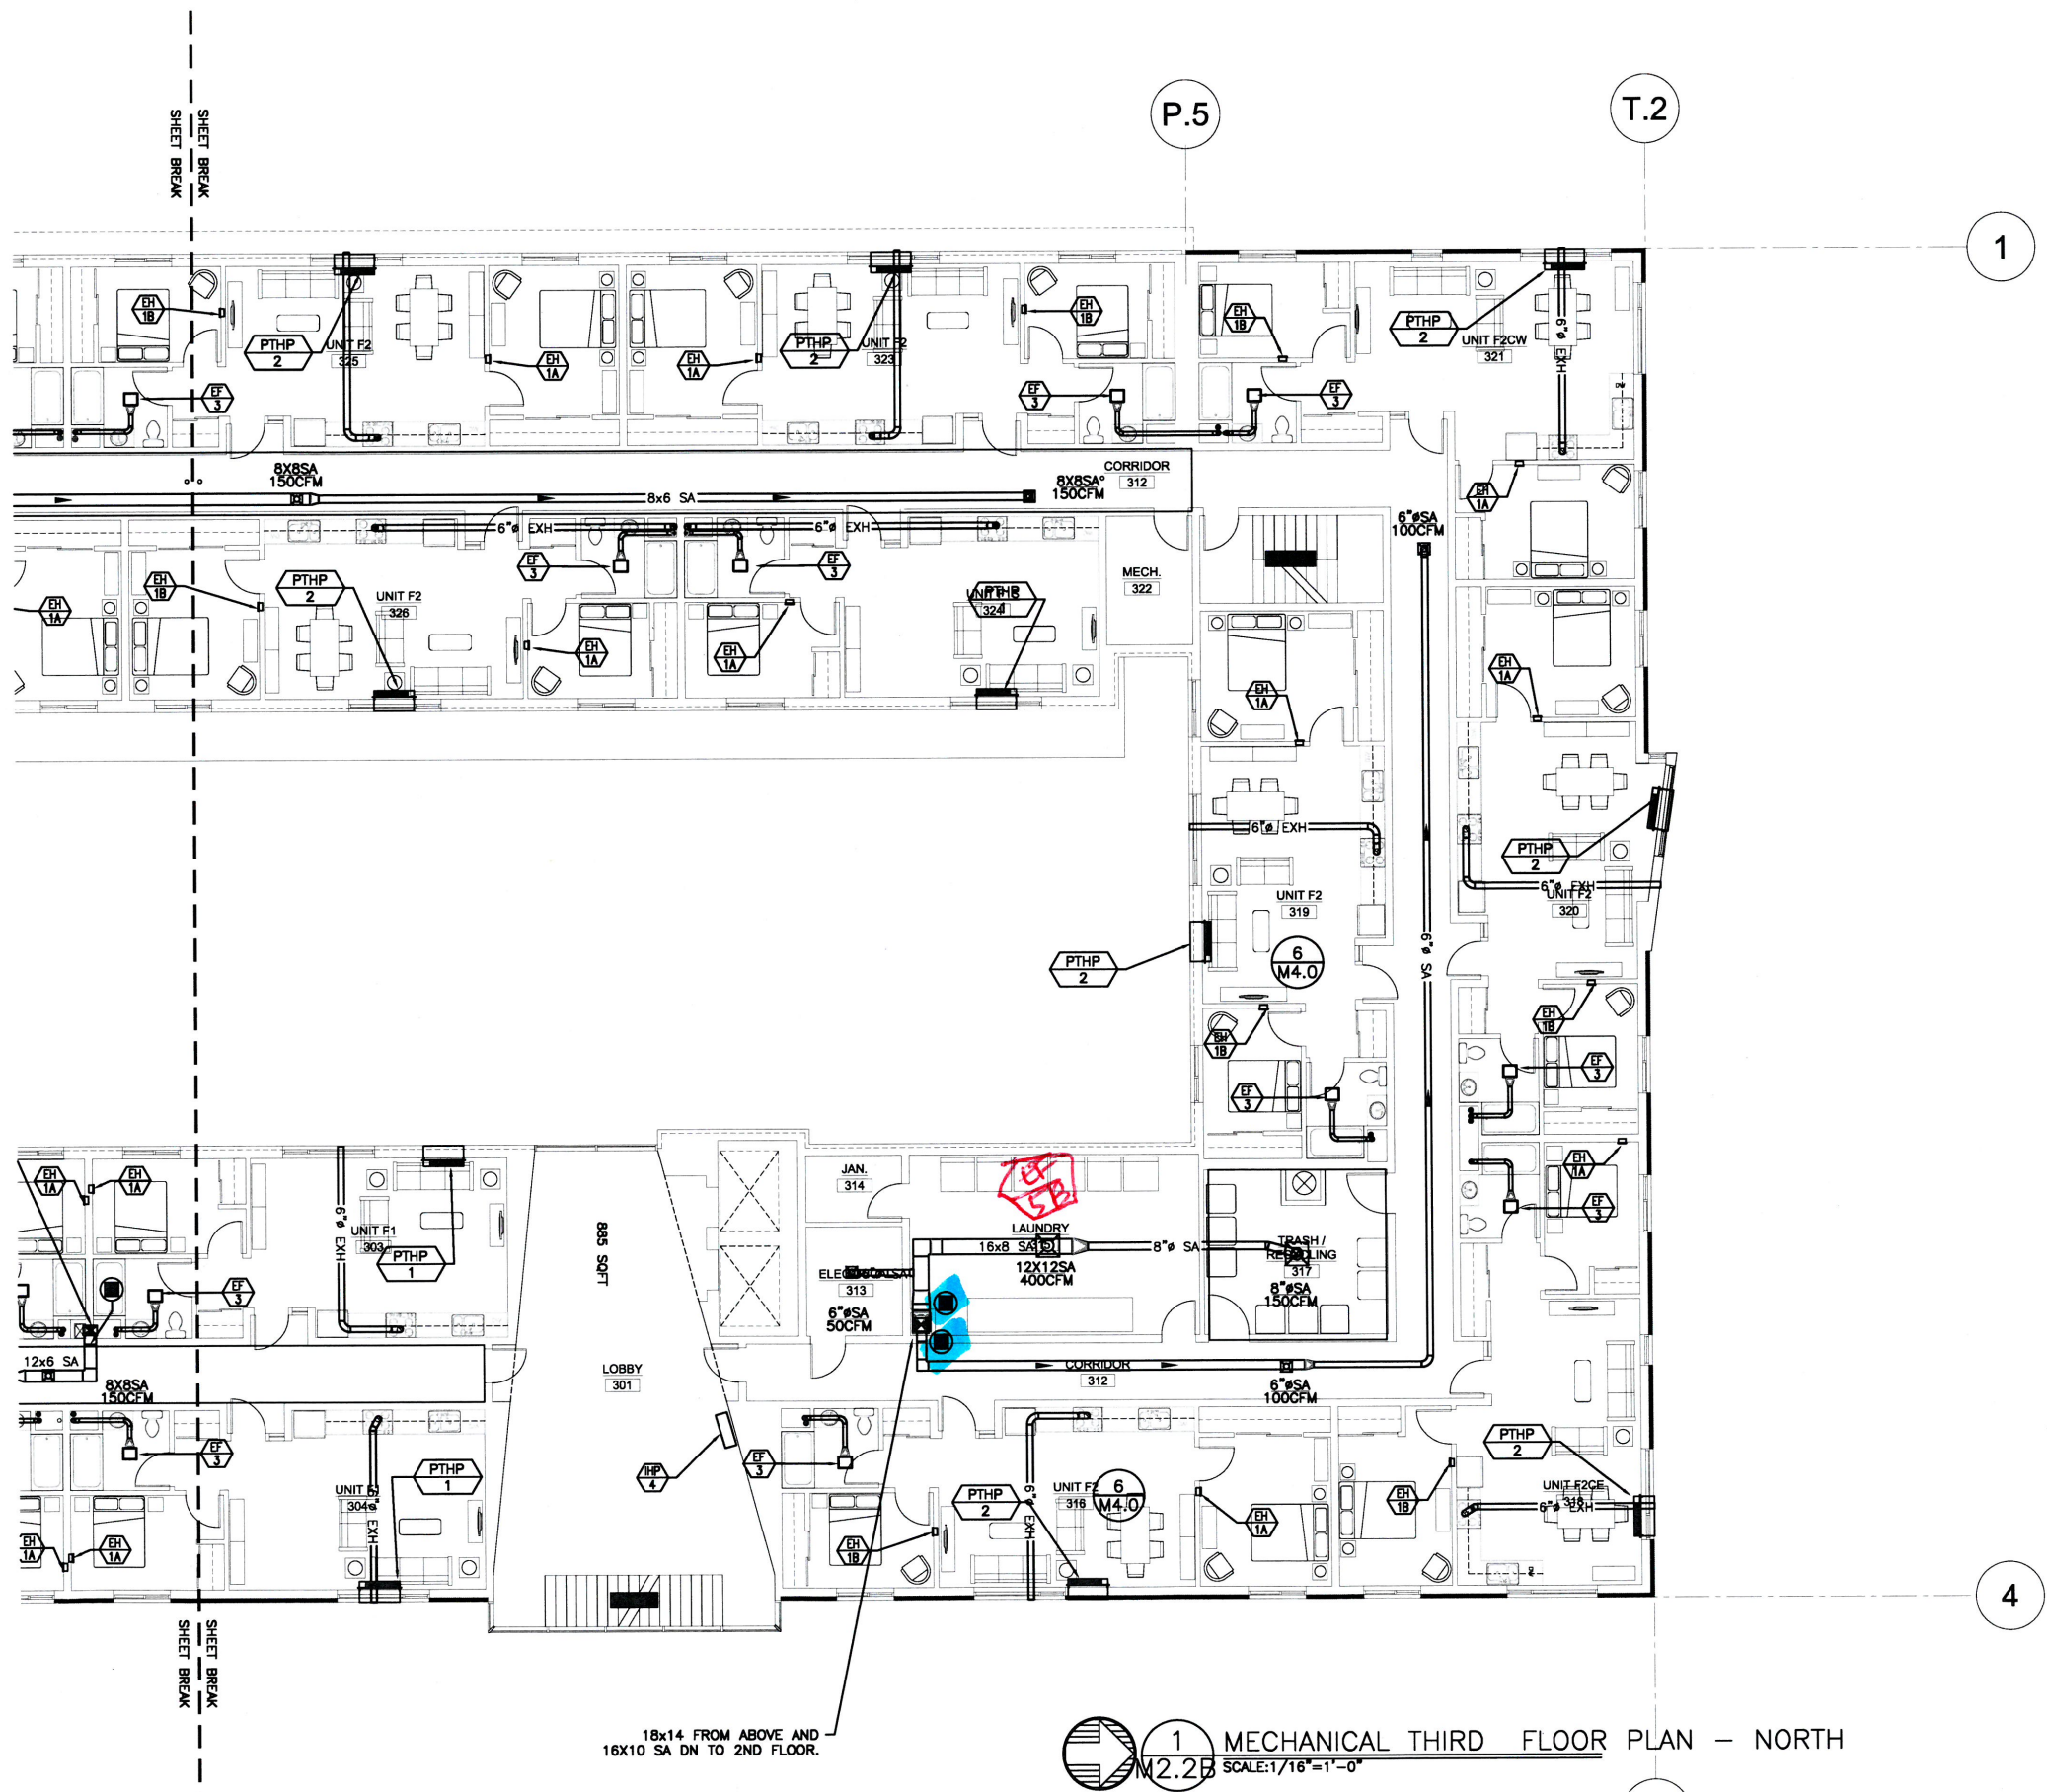 SHEET BREAK
SHEET BREAK
P.5
T.2
1
EH
1B
PTHP
2
UNIT F2
325
EH
1A
EH
1A
PTHP
2
UNIT F2
323
EH
1B
EH
1B
PTHP
2
UNIT F2CW
321
6"ø EXH
DW
EF
3
EF
3
EF
3
EH
1A
8X8SA
150CFM
8x6 SA
8X8SA
150CFM
CORRIDOR
312
6"øSA
100CFM
6"ø EXH
6"ø EXH
EF
3
EF
3
MECH.
322
EH
1A
EH
1B
PTHP
2
UNIT F2
326
EH
1A
EH
1A
324
EH
1A
EH
1A
6"ø EXH
PTHP
2
6"ø EXH
UNIT F2
320
UNIT F2
319
6
M4.0
PTHP
2
6"ø SA
EH
1B
EH
1B
EF
3
EF
3
EH
1A
EH
1A
6"ø EXH
UNIT F1
303
PTHP
1
EF
3
885 SQFT
JAN.
314
EF
5B
LAUNDRY
16x8 SA
12X12SA
400CFM
8"ø SA
TRASH /
RECYCLING
317
8"øSA
150CFM
EH
1A
EF
3
313
6"øSA
50CFM
12x6 SA
8X8SA
150CFM
LOBBY
301
CORRIDOR
312
6"øSA
100CFM
EF
3
304
EXH
PTHP
1
IHP
4
EF
3
PTHP
2
6"ø EXH
UNIT F2
316
6
M4.0
EH
1A
EH
1B
PTHP
2
UNIT F2CE
318
6"ø EXH
EH
1A
EH
1A
EH
1B
DW
4
SHEET BREAK
SHEET BREAK
18x14 FROM ABOVE AND
16X10 SA DN TO 2ND FLOOR.
1
M2.2B
MECHANICAL THIRD FLOOR PLAN - NORTH
SCALE:1/16"=1'-0"